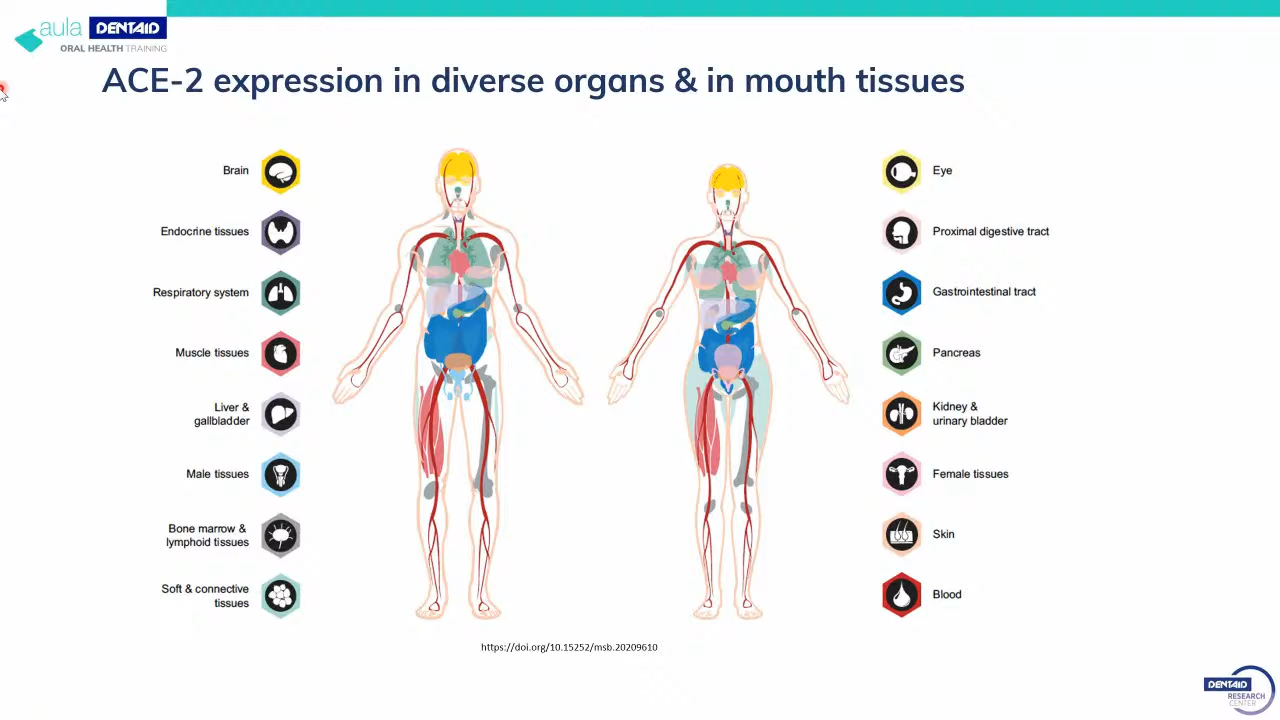 aula DENTAID
ORAL HEALTH TRAINING
ACE-2 expression in diverse organs & in mouth tissues
Brain
Endocrine tissues
Respiratory system
Muscle tissues
Liver &
gallbladder
Male tissues
Bone marrow &
lymphoid tissues
Soft & connective
tissues
Eye
Proximal digestive tract
Gastrointestinal tract
Pancreas
Kidney &
urinary bladder
Female tissues
Skin
Blood
https://doi.org/10.15252/msb.20209610
DENTAID
RESEARCH
CENTER